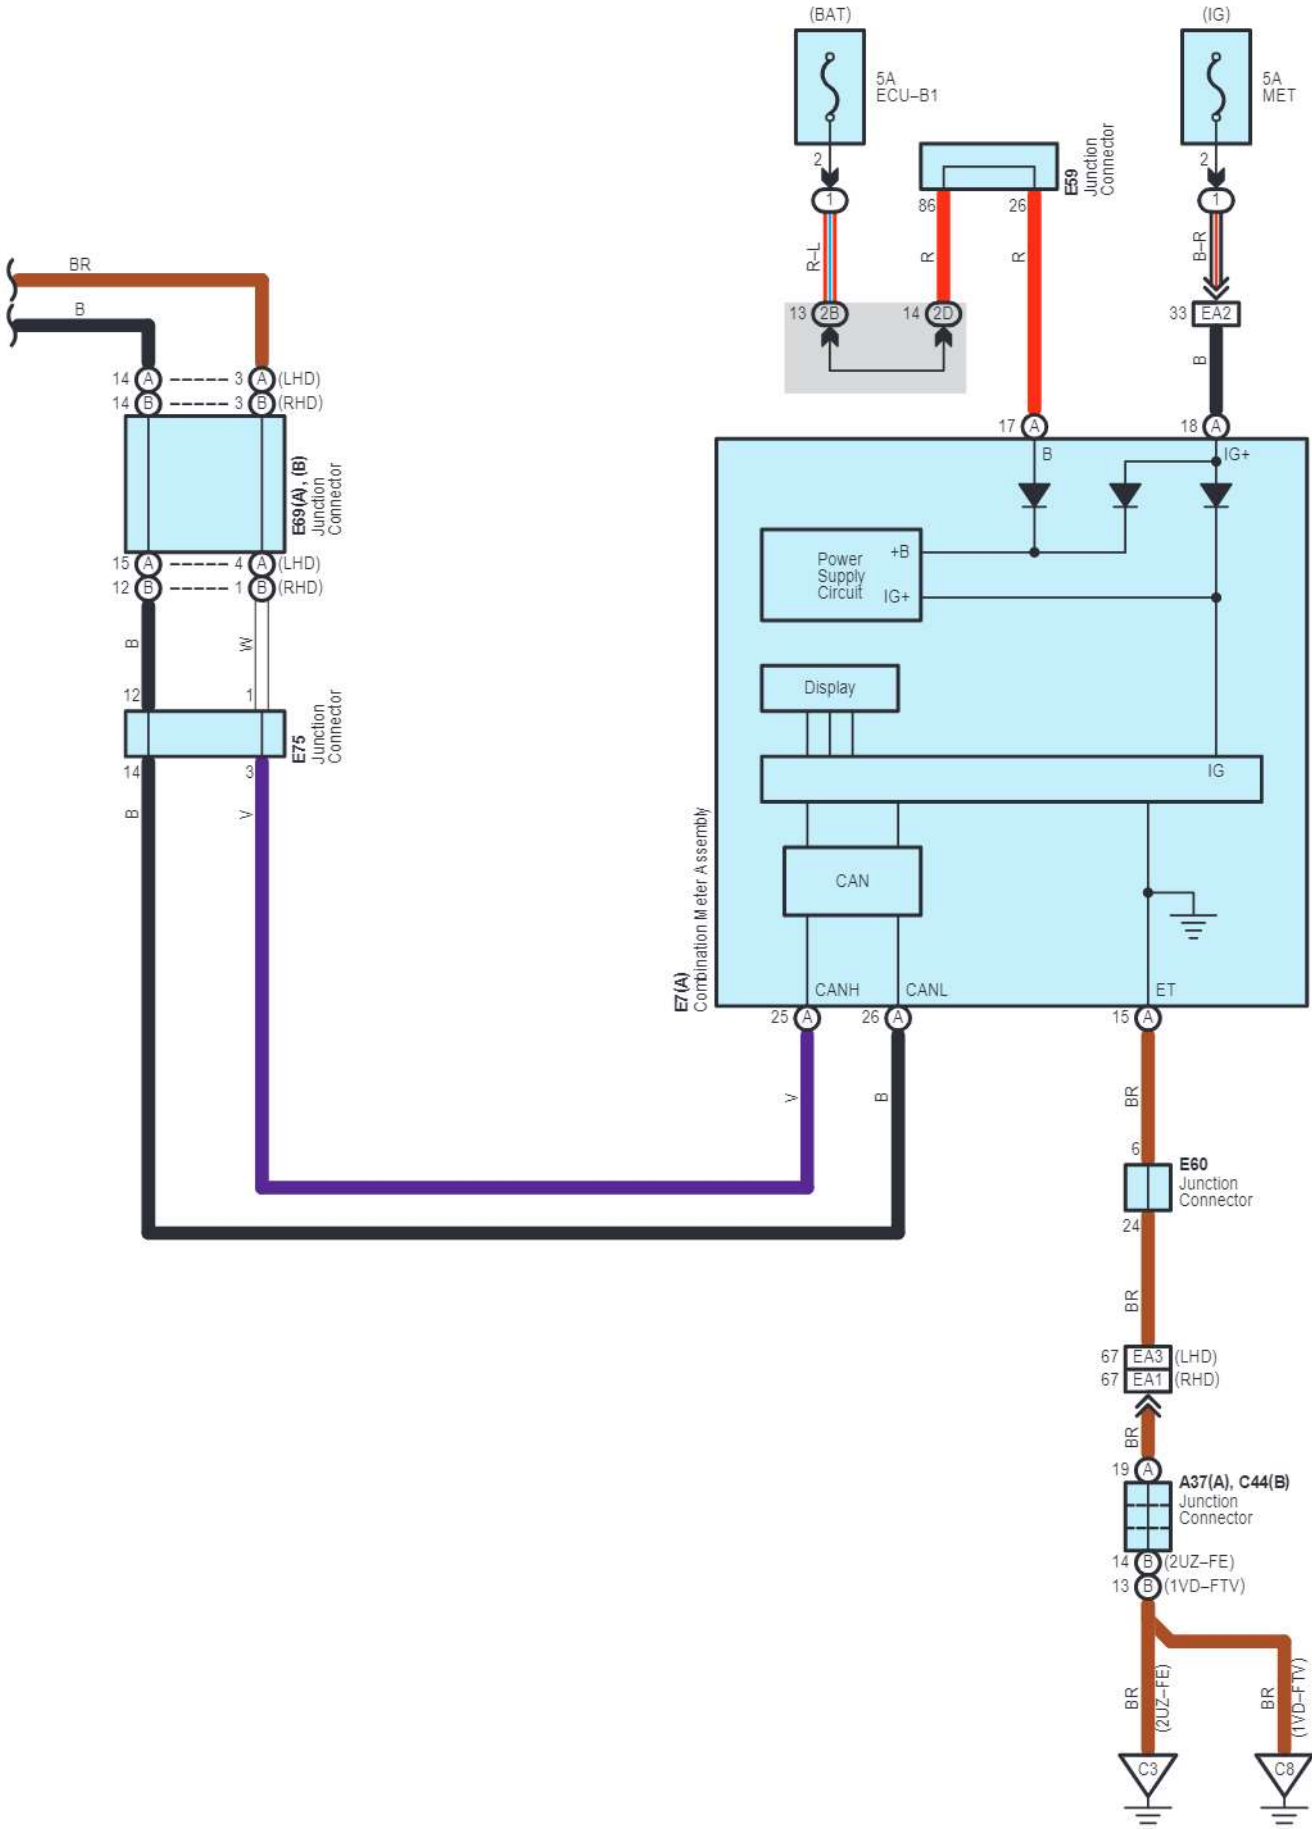 (BAT)
(IG)
5A
ECU–B1
5A
MET
2
1
R–L
13 2B
14 2D
E59
Junction
Connector
86
26
R
R
2
1
B–R
33 EA2
B
BR
B
14 A 3 A (LHD)
14 B 3 B (RHD)
E69(A), (B)
Junction
Connector
15 A 4 A (LHD)
12 B 1 B (RHD)
B
W
12
1
E75
Junction
Connector
14
3
B
V
17 A
18 A
B
IG+
Power
Supply
Circuit
+B
IG+
Display
IG
CAN
CANH
CANL
ET
E7(A)
Combination Meter Assembly
25 A
26 A
15 A
V
B
BR
6
E60
Junction
Connector
24
BR
67 EA3 (LHD)
67 EA1 (RHD)
BR
19 A
A37(A), C44(B)
Junction
Connector
14 B (2UZ–FE)
13 B (1VD–FTV)
BR
(2UZ–FE)
BR
(1VD–FTV)
C3
C8